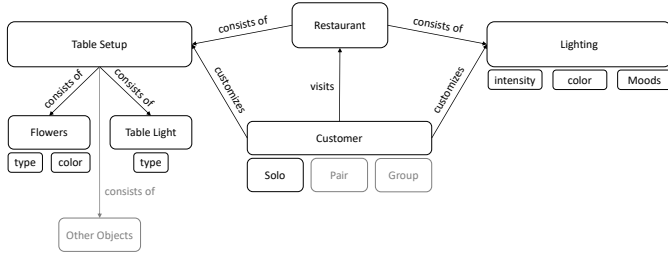 Restaurant
consists of
consists of
Table Setup
Lighting
intensity
color
Moods
customizes
visits
customizes
consists of
consists of
Flowers
Table Light
type
color
type
Customer
Solo
Pair
Group
consists of
Other Objects